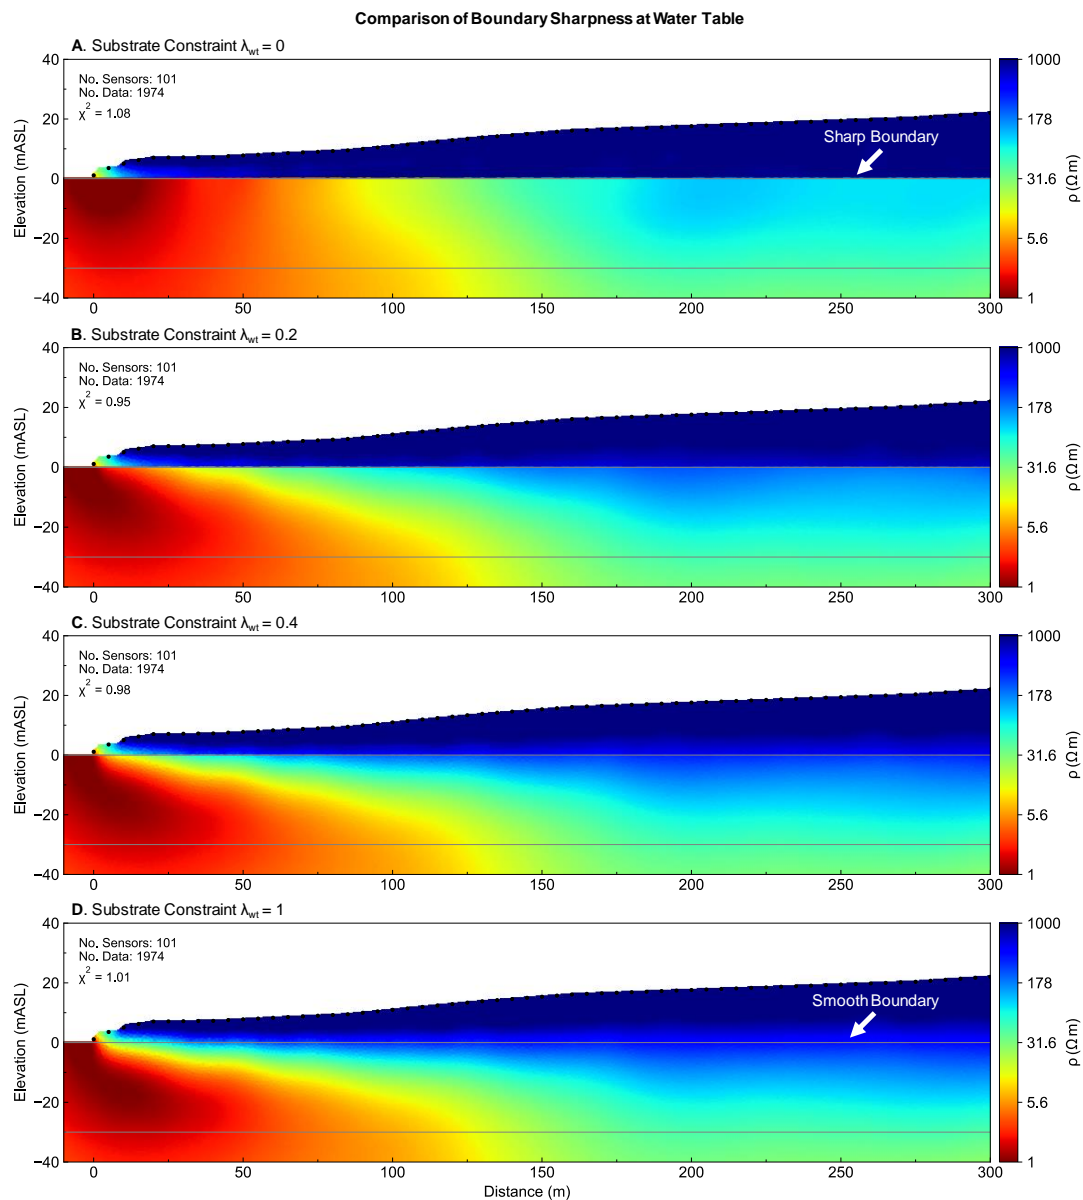 Comparison of Boundary Sharpness at Water Table
A. Substrate Constraint λwt = 0
40
20
0
−20
−40
Elevation (mASL)
No. Sensors: 101
No. Data: 1974
χ² = 1.08
Sharp Boundary
1000
178
31.6
5.6
1
ρ (Ω m)
0 50 100 150 200 250 300
B. Substrate Constraint λwt = 0.2
40
20
0
−20
−40
Elevation (mASL)
No. Sensors: 101
No. Data: 1974
χ² = 0.95
1000
178
31.6
5.6
1
ρ (Ω m)
0 50 100 150 200 250 300
C. Substrate Constraint λwt = 0.4
40
20
0
−20
−40
Elevation (mASL)
No. Sensors: 101
No. Data: 1974
χ² = 0.98
1000
178
31.6
5.6
1
ρ (Ω m)
0 50 100 150 200 250 300
D. Substrate Constraint λwt = 1
40
20
0
−20
−40
Elevation (mASL)
No. Sensors: 101
No. Data: 1974
χ² = 1.01
Smooth Boundary
1000
178
31.6
5.6
1
ρ (Ω m)
0 50 100 150 200 250 300
Distance (m)